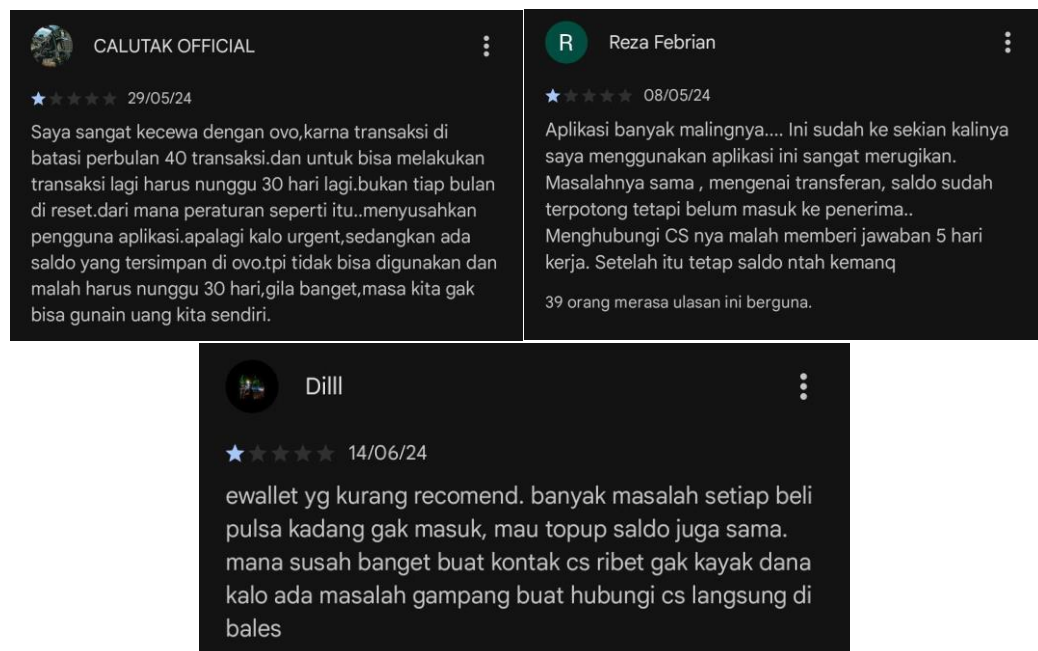 CALUTAK OFFICIAL
29/05/24
Saya sangat kecewa dengan ovo,karna transaksi di
batasi perbulan 40 transaksi.dan untuk bisa melakukan
transaksi lagi harus nunggu 30 hari lagi.bukan tiap bulan
di reset.dari mana peraturan seperti itu..menyusahkan
pengguna aplikasi.apalagi kalo urgent,sedangkan ada
saldo yang tersimpan di ovo.tpi tidak bisa digunakan dan
malah harus nunggu 30 hari,gila banget,masa kita gak
bisa gunain uang kita sendiri.
R
Reza Febrian
08/05/24
Aplikasi banyak malingnya.... Ini sudah ke sekian kalinya
saya menggunakan aplikasi ini sangat merugikan.
Masalahnya sama , mengenai transferan, saldo sudah
terpotong tetapi belum masuk ke penerima..
Menghubungi CS nya malah memberi jawaban 5 hari
kerja. Setelah itu tetap saldo ntah kemanq
39 orang merasa ulasan ini berguna.
Dilll
14/06/24
ewallet yg kurang recomend. banyak masalah setiap beli
pulsa kadang gak masuk, mau topup saldo juga sama.
mana susah banget buat kontak cs ribet gak kayak dana
kalo ada masalah gampang buat hubungi cs langsung di
bales